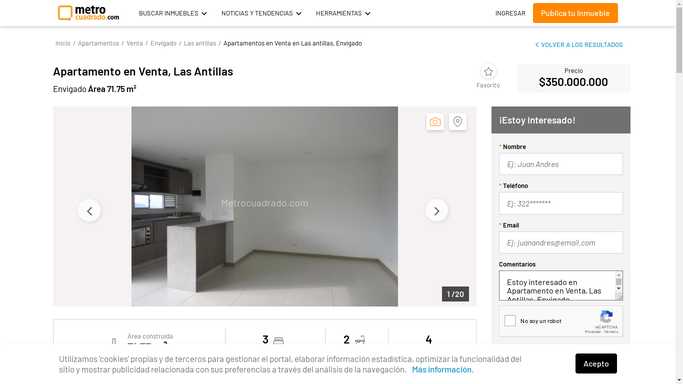 metro
cuadrado.com
BUSCAR INMUEBLES
NOTICIAS Y TENDENCIAS
HERRAMIENTAS
INGRESAR
Publica tu Inmueble
Inicio / Apartamentos / Venta / Envigado / Las antillas / Apartamentos en Venta en Las antillas, Envigado
< VOLVER A LOS RESULTADOS
Apartamento en Venta, Las Antillas
Envigado Área 71.75 m²
Favorito
Precio
$350.000.000
Metrocuadrado.com
1 / 20
¡Estoy Interesado!
* Nombre
Ej: Juan Andres
* Teléfono
Ej: 322*******
* Email
Ej: juanandres@email.com
Comentarios
Estoy interesado en
Apartamento en Venta, Las
Antillas, Envigado
No soy un robot
reCAPTCHA
Privacidad - Términos
Área construida
3
2
4
Utilizamos 'cookies' propias y de terceros para gestionar el portal, elaborar información estadística, optimizar la funcionalidad del
sitio y mostrar publicidad relacionada con sus preferencias a través del análisis de la navegación. Más información.
Acepto